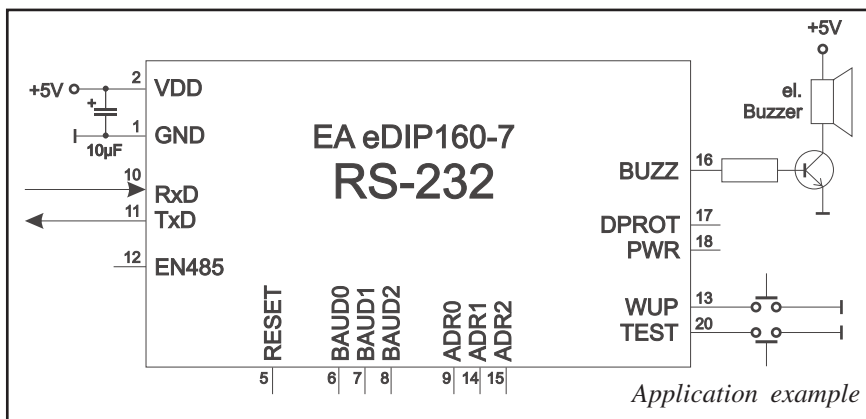 +5V
2 VDD
+5V
+
1 GND
10µF
EA eDIP160-7
RS-232
el.
Buzzer
10
RxD
11 TxD
12 EN485
BUZZ 16
DPROT 17
PWR 18
WUP 13
TEST 20
RESET
BAUD0
BAUD1
BAUD2
ADR0
ADR1
ADR2
5 6 7 8 9 14 15
Application example